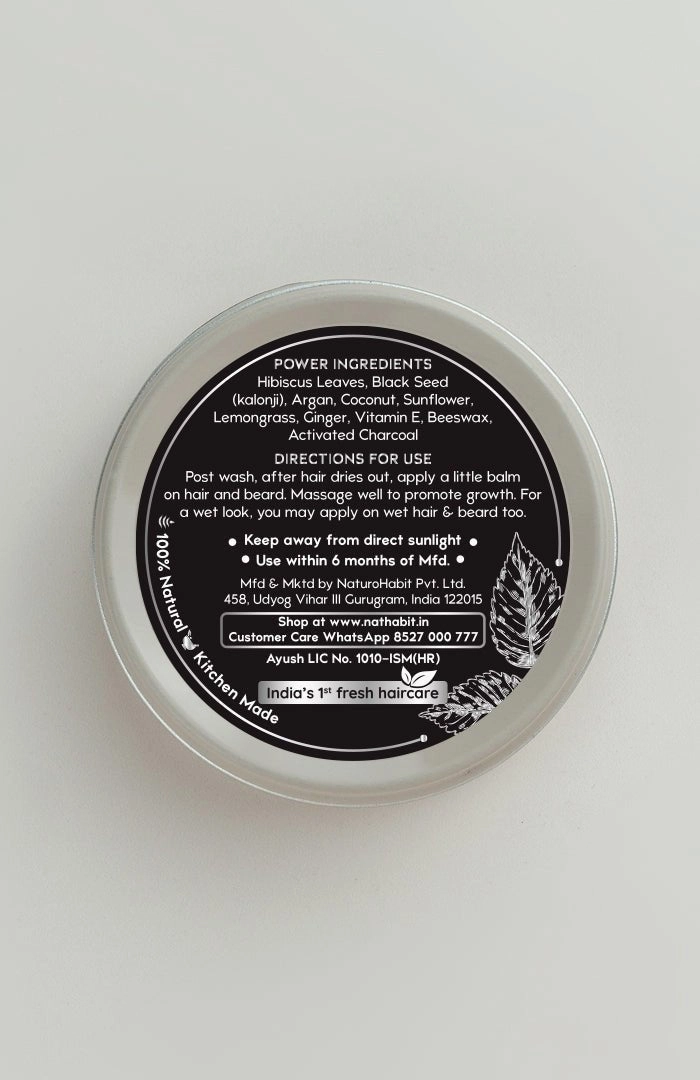 POWER INGREDIENTS
Hibiscus Leaves, Black Seed
(kalonji), Argan, Coconut, Sunflower,
Lemongrass, Ginger, Vitamin E, Beeswax,
Activated Charcoal
DIRECTIONS FOR USE
Post wash, after hair dries out, apply a little balm
on hair and beard. Massage well to promote growth. For
a wet look, you may apply on wet hair & beard too.
• Keep away from direct sunlight •
• Use within 6 months of Mfd. •
Mfd & Mktd by NaturoHabit Pvt. Ltd.
458, Udyog Vihar III Gurugram, India 122015
Shop at www.nathabit.in
Customer Care WhatsApp 8527 000 777
Ayush LIC No. 1010-ISM(HR)
India's 1st fresh haircare
100% Natural Kitchen Made